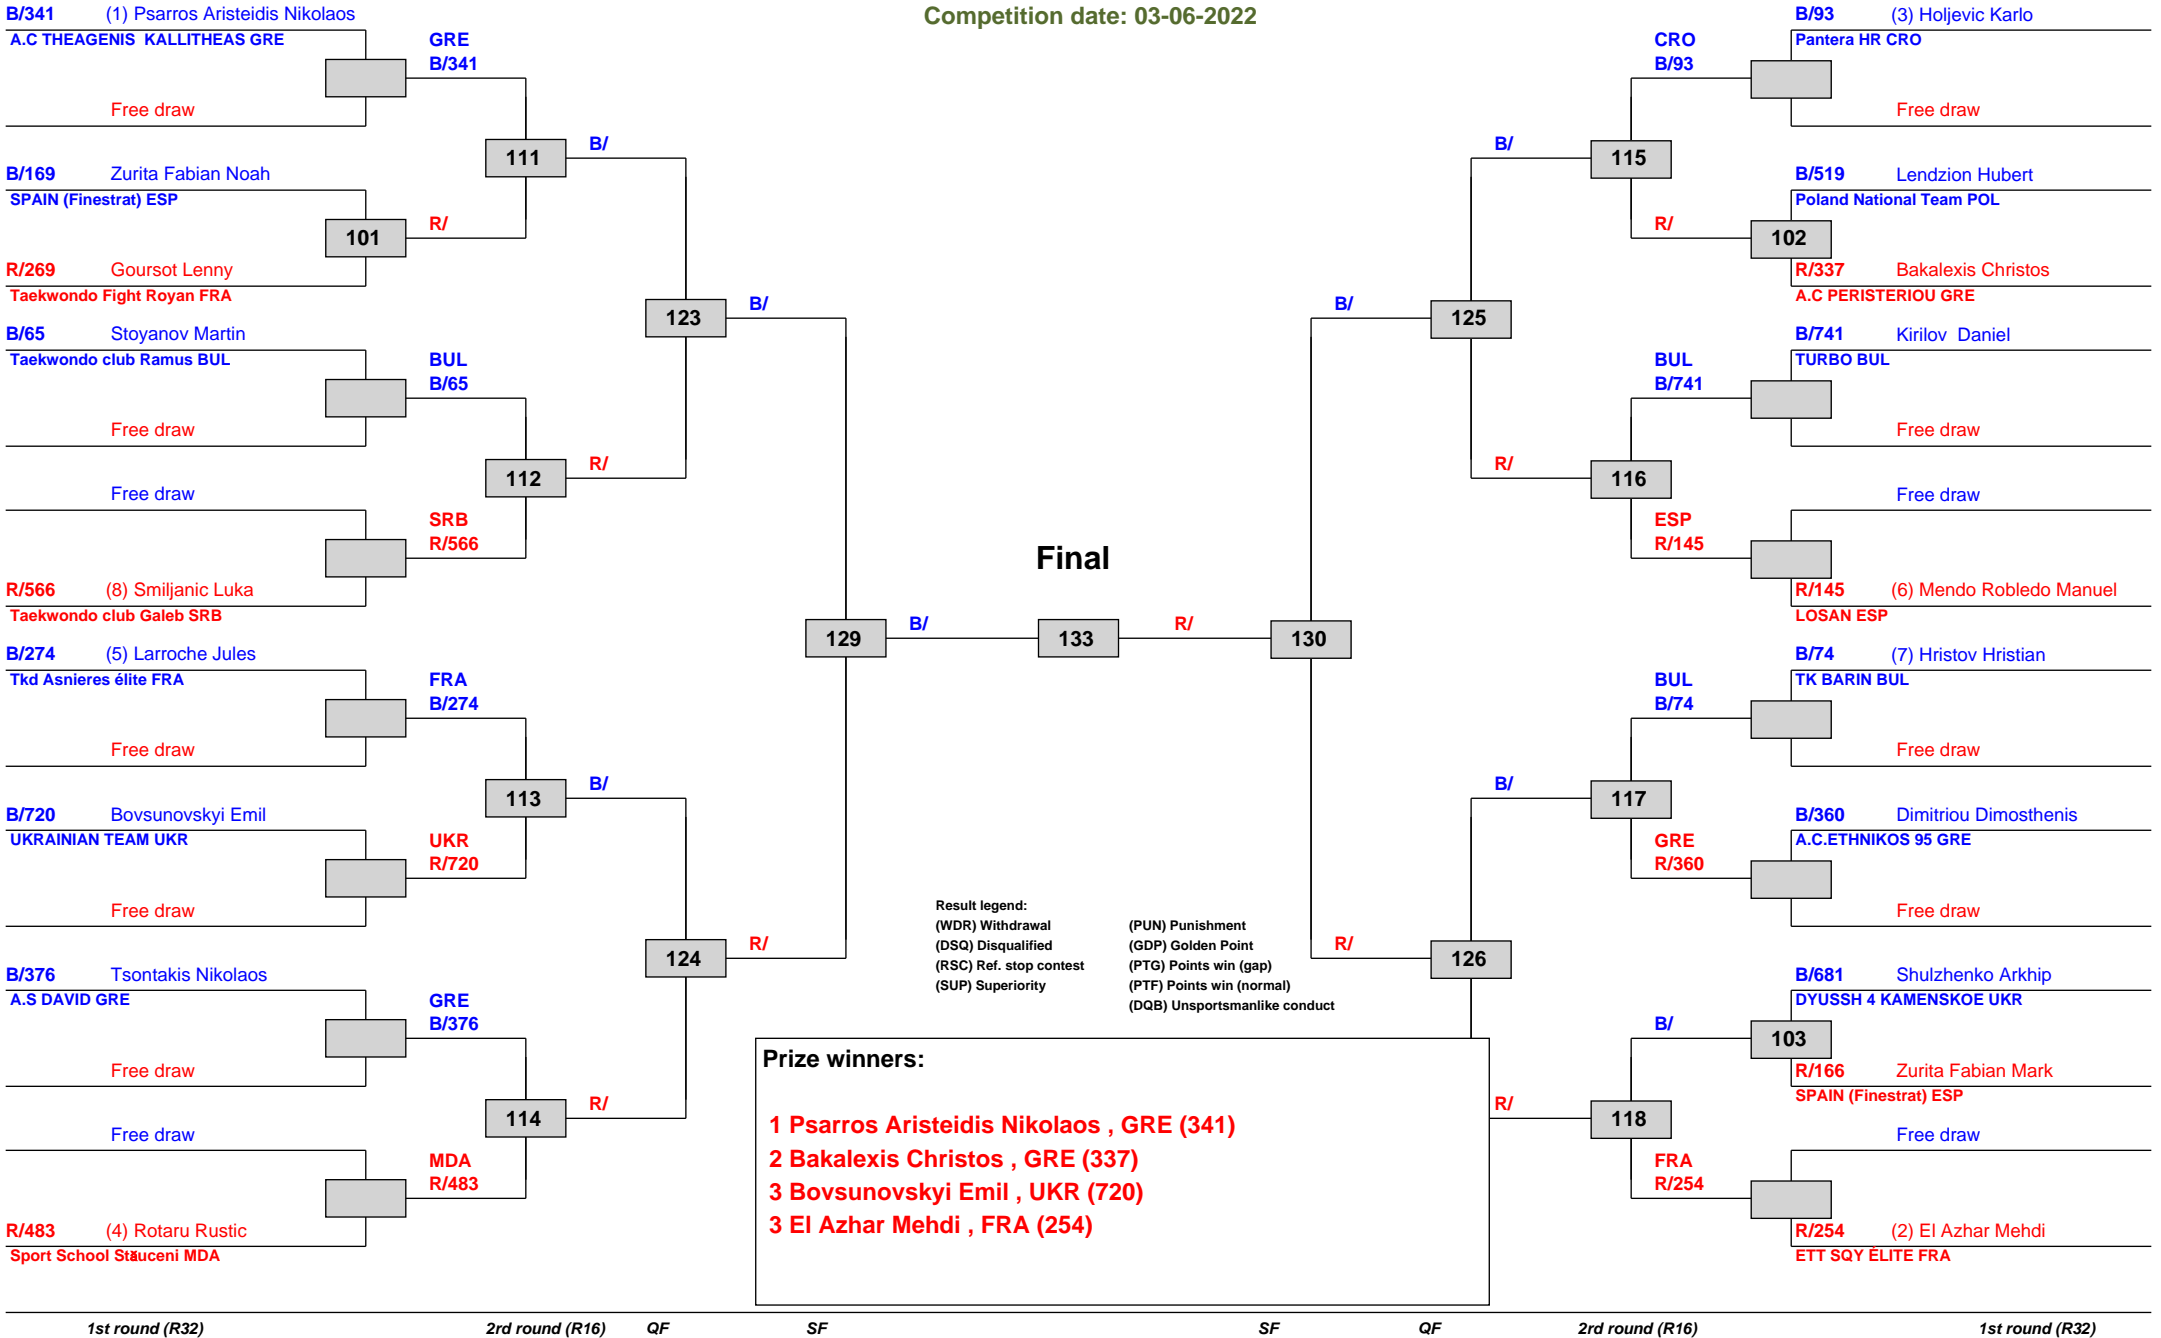 Competition date: 03-06-2022
B/341 (1) Psarros Aristeidis Nikolaos
A.C THEAGENIS KALLITHEAS GRE
GRE
B/341
Free draw
111
B/
B/169 Zurita Fabian Noah
SPAIN (Finestrat) ESP
101
R/
R/269 Goursot Lenny
Taekwondo Fight Royan FRA
123
B/
B/65 Stoyanov Martin
Taekwondo club Ramus BUL
BUL
B/65
Free draw
112
R/
Free draw
SRB
R/566
R/566 (8) Smiljanic Luka
Taekwondo club Galeb SRB
129
B/
B/274 (5) Larroche Jules
Tkd Asnieres élite FRA
FRA
B/274
Free draw
113
B/
B/720 Bovsunovskyi Emil
UKRAINIAN TEAM UKR
UKR
R/720
Free draw
124
R/
B/376 Tsontakis Nikolaos
A.S DAVID GRE
GRE
B/376
Free draw
114
R/
Free draw
MDA
R/483
R/483 (4) Rotaru Rustic
Sport School Stăuceni MDA
Final
133
R/
B/93 (3) Holjevic Karlo
Pantera HR CRO
CRO
B/93
Free draw
B/
115
B/519 Lendzion Hubert
Poland National Team POL
R/
102
R/337 Bakalexis Christos
A.C PERISTERIOU GRE
B/
125
B/741 Kirilov Daniel
TURBO BUL
BUL
B/741
Free draw
R/
116
Free draw
ESP
R/145
R/145 (6) Mendo Robledo Manuel
LOSAN ESP
130
B/74 (7) Hristov Hristian
TK BARIN BUL
BUL
B/74
Free draw
B/
117
B/360 Dimitriou Dimosthenis
A.C.ETHNIKOS 95 GRE
GRE
R/360
Free draw
R/
126
B/681 Shulzhenko Arkhip
DYUSSH 4 KAMENSKOE UKR
B/
103
R/166 Zurita Fabian Mark
SPAIN (Finestrat) ESP
R/
118
Free draw
FRA
R/254
R/254 (2) El Azhar Mehdi
ETT SQY ÉLITE FRA
Result legend:
(WDR) Withdrawal (PUN) Punishment
(DSQ) Disqualified (GDP) Golden Point
(RSC) Ref. stop contest (PTG) Points win (gap)
(SUP) Superiority (PTF) Points win (normal)
(DQB) Unsportsmanlike conduct
Prize winners:
1 Psarros Aristeidis Nikolaos , GRE (341)
2 Bakalexis Christos , GRE (337)
3 Bovsunovskyi Emil , UKR (720)
3 El Azhar Mehdi , FRA (254)
1st round (R32) 2rd round (R16) QF SF SF QF 2rd round (R16) 1st round (R32)